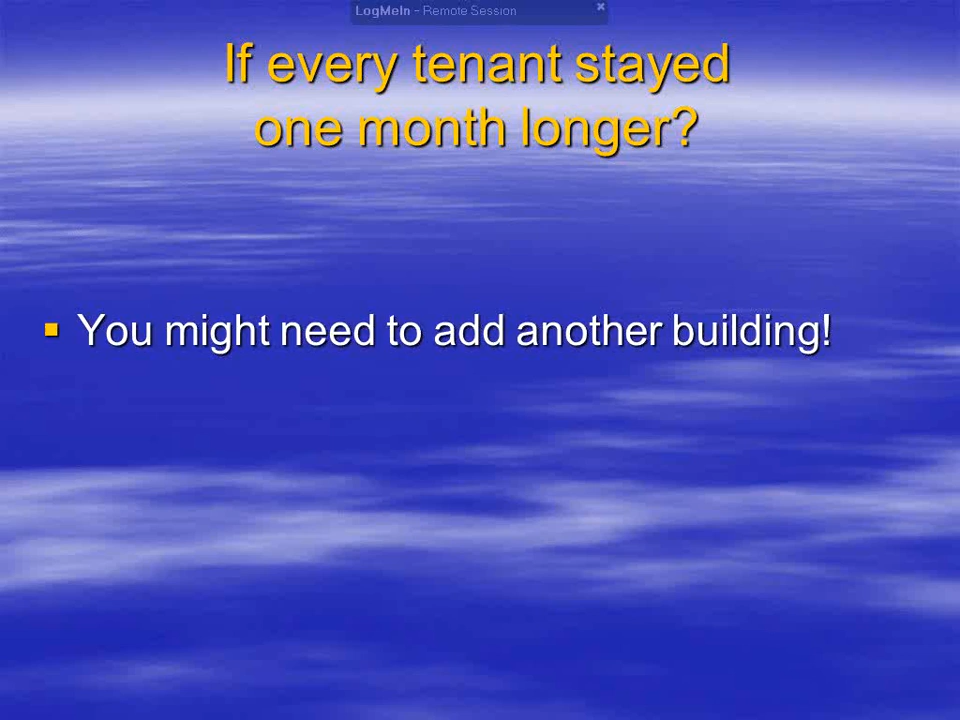 LogMeIn - Remote Session
If every tenant stayed
one month longer?
You might need to add another building!